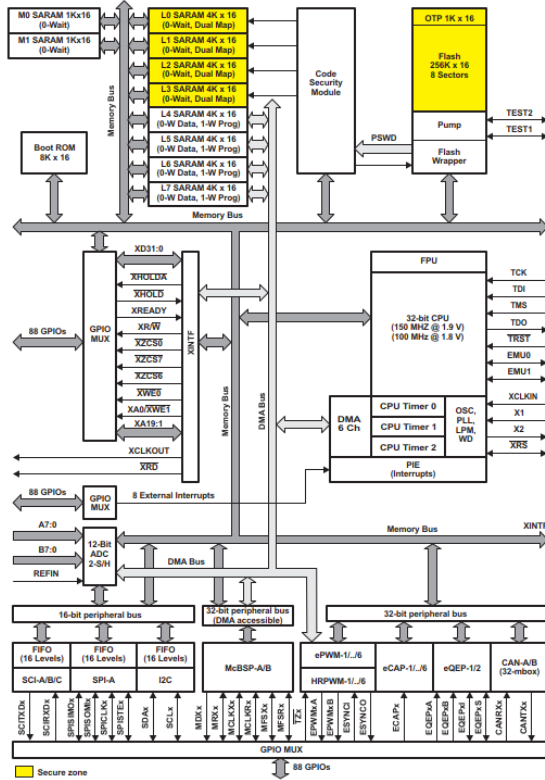 M0 SARAM 1Kx16
(0-Wait)
M1 SARAM 1Kx16
(0-Wait)
L0 SARAM 4K x 16
(0-Wait, Dual Map)
L1 SARAM 4K x 16
(0-Wait, Dual Map)
L2 SARAM 4K x 16
(0-Wait, Dual Map)
L3 SARAM 4K x 16
(0-Wait, Dual Map)
L4 SARAM 4K x 16
(0-W Data, 1-W Prog)
L5 SARAM 4K x 16
(0-W Data, 1-W Prog)
L6 SARAM 4K x 16
(0-W Data, 1-W Prog)
L7 SARAM 4K x 16
(0-W Data, 1-W Prog)
Memory Bus
Boot ROM
8K x 16
Code
Security
Module
OTP 1K x 16
Flash
256K x 16
8 Sectors
Pump
Flash
Wrapper
PSWD
TEST2
TEST1
Memory Bus
88 GPIOs
GPIO
MUX
XD31:0
XHOLDA
XHOLD
XREADY
XR/W
XZCS0
XZCS7
XZCS6
XWE0
XA0/XWE1
XA19:1
XCLKOUT
XRD
XINTF
Memory Bus
DMA Bus
FPU
32-bit CPU
(150 MHZ @ 1.9 V)
(100 MHz @ 1.8 V)
DMA
6 Ch
CPU Timer 0
CPU Timer 1
CPU Timer 2
OSC,
PLL,
LPM,
WD
PIE
(Interrupts)
TCK
TDI
TMS
TDO
TRST
EMU0
EMU1
XCLKIN
X1
X2
XRS
88 GPIOs
GPIO
MUX
8 External Interrupts
A7:0
B7:0
REFIN
12-Bit
ADC
2-S/H
Memory Bus
XINTF
DMA Bus
16-bit peripheral bus
32-bit peripheral bus
(DMA accessible)
32-bit peripheral bus
FIFO
(16 Levels)
SCI-A/B/C
FIFO
(16 Levels)
SPI-A
FIFO
(16 Levels)
I2C
McBSP-A/B
ePWM-1/../6
HRPWM-1/../6
eCAP-1/../6
eQEP-1/2
CAN-A/B
(32-mbox)
SCITXDx
SCIRXDx
SPISIMOx
SPISOMIx
SPICLKx
SPISTEx
SDAx
SCLx
MDXx
MRXx
MCLKXx
MCLKRx
MFSXx
MFSRx
TZx
EPWMxA
EPWMxB
ESYNCI
ESYNCO
ECAPx
EQEPxA
EQEPxB
EQEPxI
EQEPxS
CANRXx
CANTXx
GPIO MUX
88 GPIOs
Secure zone